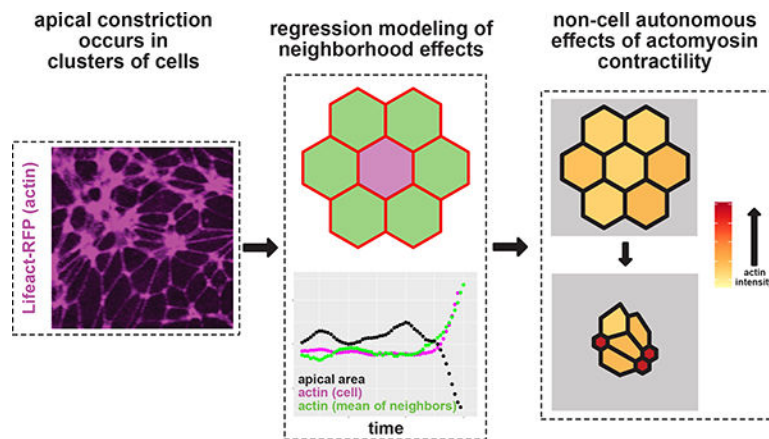 apical constriction
occurs in
clusters of cells
Lifeact-RFP (actin)
regression modeling of
neighborhood effects
apical area
actin (cell)
actin (mean of neighbors)
time
non-cell autonomous
effects of actomyosin
contractility
actin
intensity